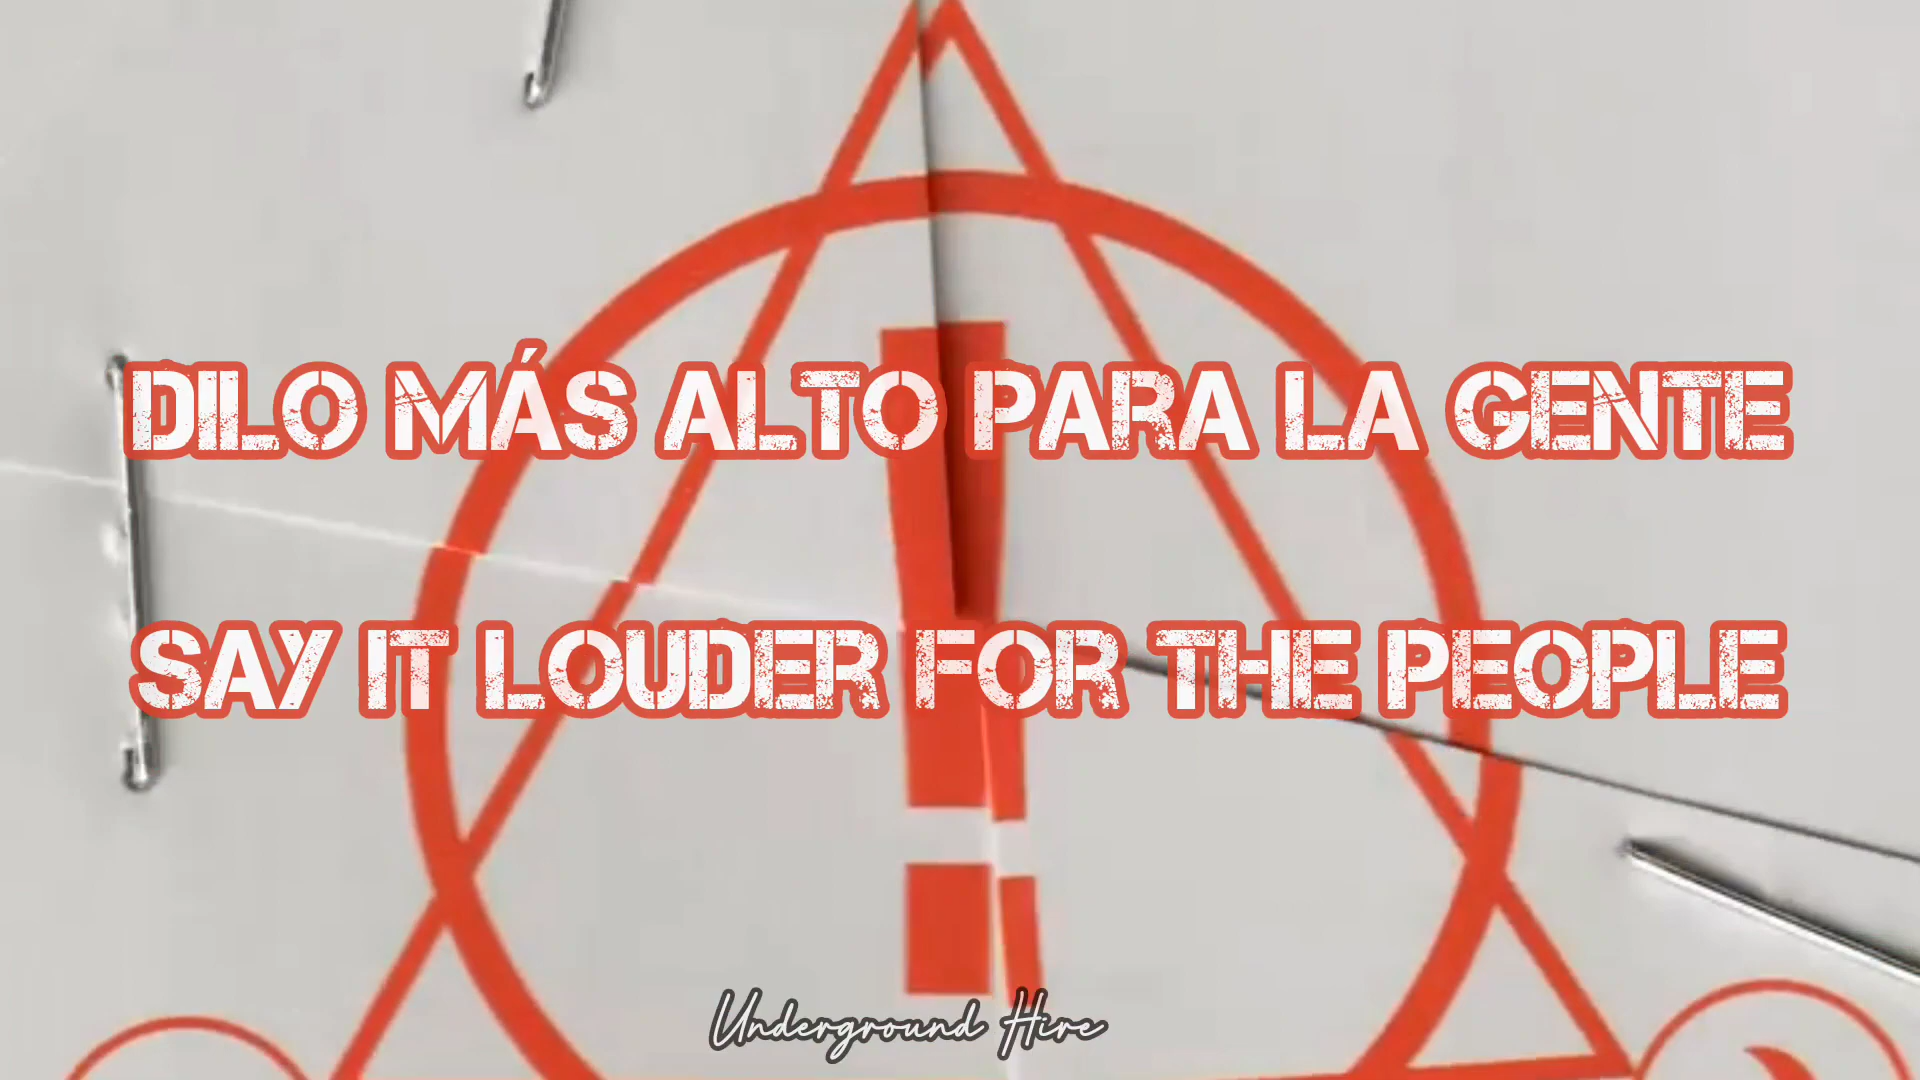 DILO MÁS ALTO PARA LA GENTE
SAY IT LOUDER FOR THE PEOPLE
Underground Hire